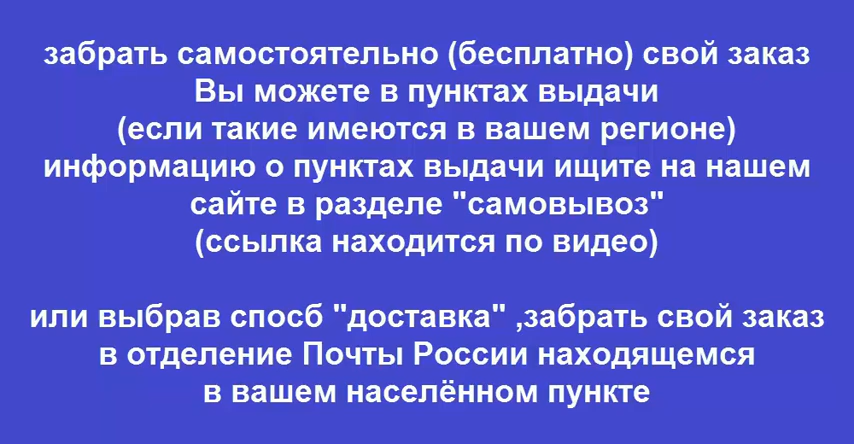 забрать самостоятельно (бесплатно) свой заказ
Вы можете в пунктах выдачи
(если такие имеются в вашем регионе)
информацию о пунктах выдачи ищите на нашем
сайте в разделе "самовывоз"
(ссылка находится по видео)
или выбрав спосб "доставка" ,забрать свой заказ
в отделение Почты России находящемся
в вашем населённом пункте